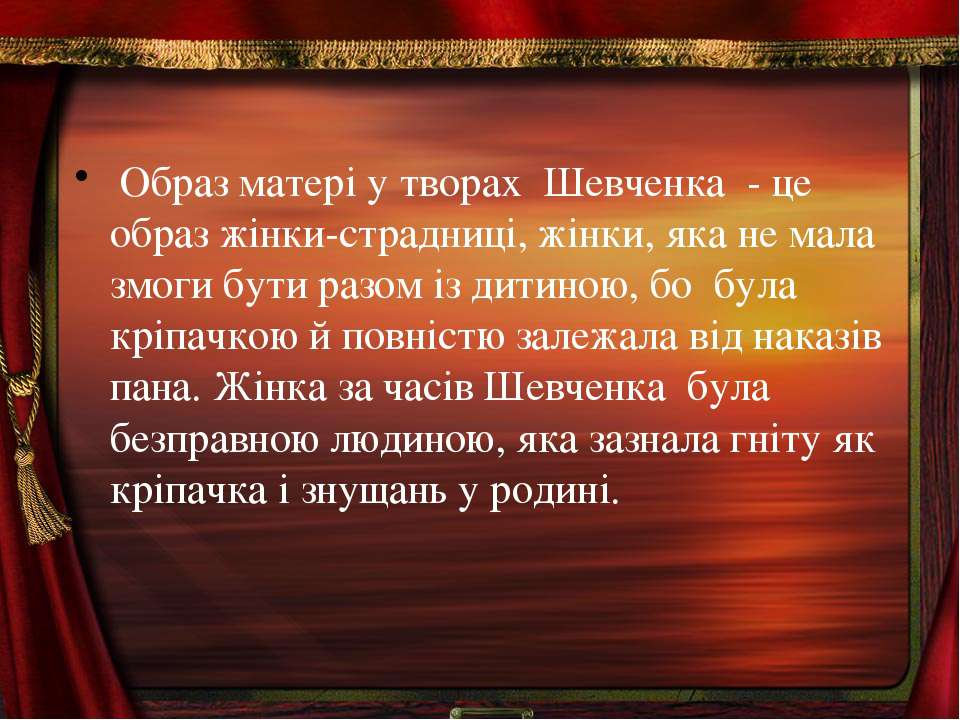 • Образ матері у творах  Шевченка  - це
образ жінки-страдниці, жінки, яка не мала
змоги бути разом із дитиною, бо  була
кріпачкою й повністю залежала від наказів
пана. Жінка за часів Шевченка  була
безправною людиною, яка зазнала гніту як
кріпачка і знущань у родині.